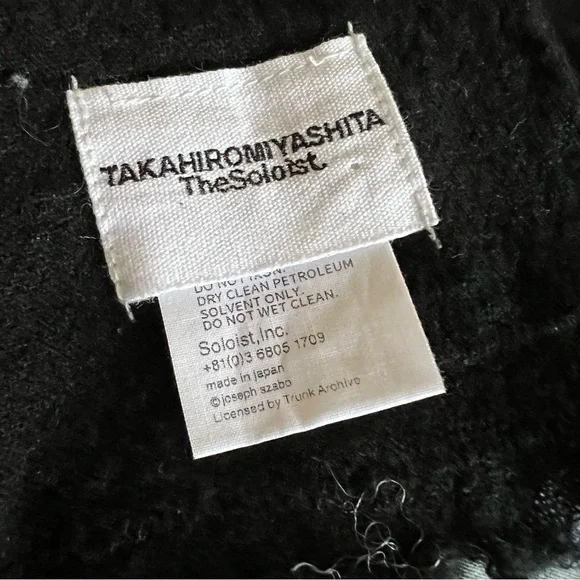 TAKAHIROMIYASHITA
TheSoloist.
DO NOT IRON.
DRY CLEAN PETROLEUM
SOLVENT ONLY.
DO NOT WET CLEAN.
Soloist, Inc.
+81(0)3 6805 1709
made in japan
©joseph szabo
Licensed by Trunk Archive